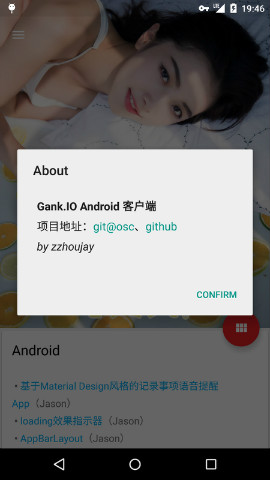 19:46
About
Gank.IO Android 客户端
项目地址：git@osc、github
by zzhoujay
CONFIRM
Android
• 基于Material Design风格的记录事项语音提醒
App（Jason）
• loading效果指示器（Jason）
• AppBarLayout（Jason）